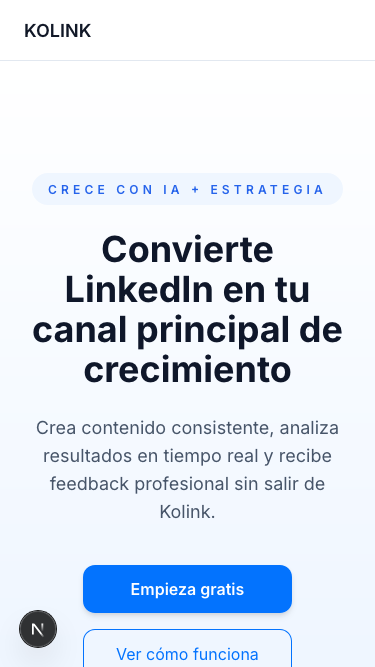 KOLINK
CRECE CON IA + ESTRATEGIA
Convierte
LinkedIn en tu
canal principal de
crecimiento
Crea contenido consistente, analiza
resultados en tiempo real y recibe
feedback profesional sin salir de
Kolink.
Empieza gratis
N
Ver cómo funciona